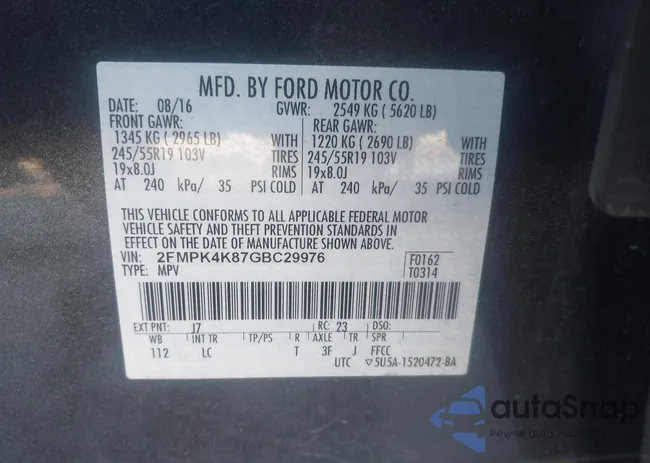 MFD. BY FORD MOTOR CO.
DATE: 08/16 GVWR: 2549 KG ( 5620 LB)
FRONT GAWR: REAR GAWR:
1345 KG ( 2965 LB) WITH 1220 KG ( 2690 LB) WITH
245/55R19 103V TIRES 245/55R19 103V TIRES
19x8.0J RIMS 19x8.0J RIMS
AT 240 kPa/ 35 PSI COLD AT 240 kPa/ 35 PSI COLD
THIS VEHICLE CONFORMS TO ALL APPLICABLE FEDERAL MOTOR
VEHICLE SAFETY AND THEFT PREVENTION STANDARDS IN
EFFECT ON THE DATE OF MANUFACTURE SHOWN ABOVE.
VIN: 2FMPK4K87GBC29976 F0162
TYPE: MPV T0314
EXT PNT: J7 RC: 23 DSO:
WB INT TR TP/PS R AXLE TR SPR
112 LC T 3F J FFCC
UTC ▽5U5A-1520472-BA
autaSnap
Pewne auto